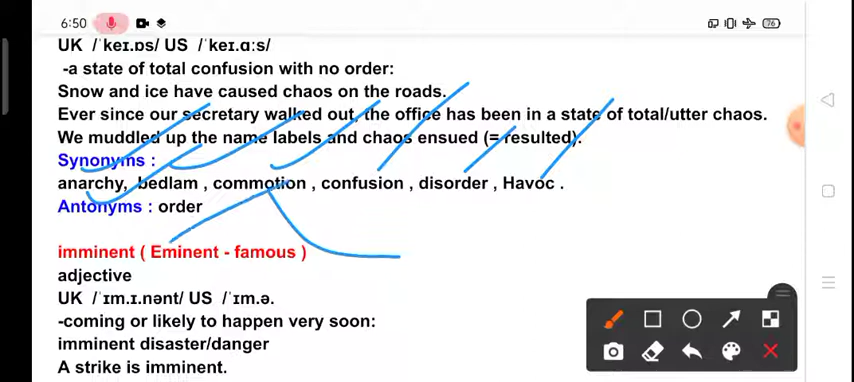 6:50
76
UK /ˈkeɪ.ɒs/ US /ˈkeɪ.ɑːs/
-a state of total confusion with no order:
Snow and ice have caused chaos on the roads.
Ever since our secretary walked out, the office has been in a state of total/utter chaos.
We muddled up the name labels and chaos ensued (= resulted).
Synonyms :
anarchy, bedlam , commotion , confusion , disorder , Havoc .
Antonyms : order
imminent ( Eminent - famous )
adjective
UK /ˈɪm.ɪ.nənt/ US /ˈɪm.ə.
-coming or likely to happen very soon:
imminent disaster/danger
A strike is imminent.